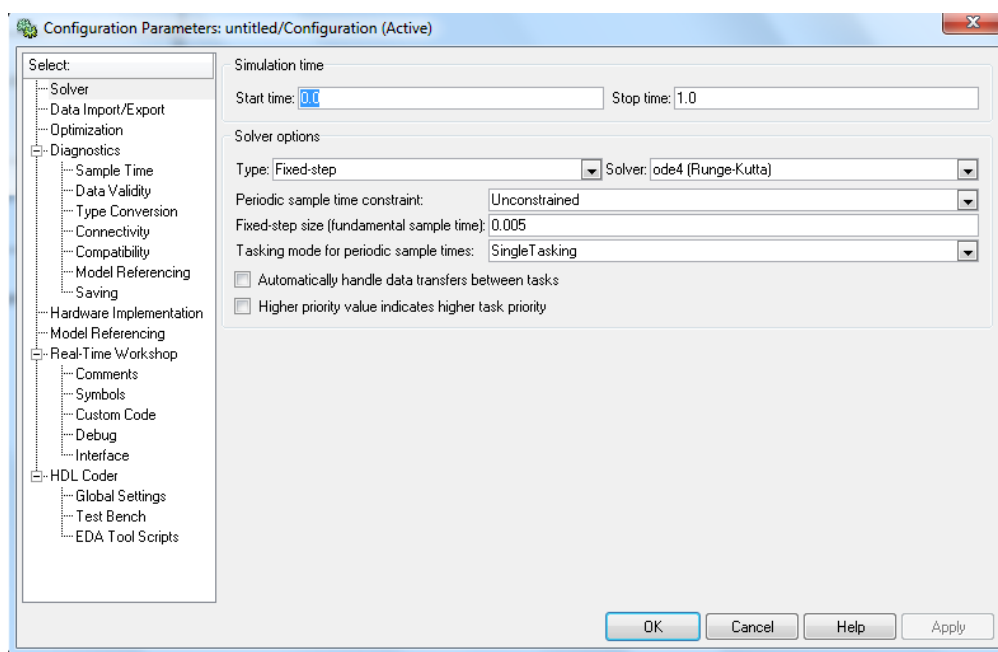 Configuration Parameters: untitled/Configuration (Active)
Select:
Solver
Data Import/Export
Optimization
Diagnostics
Sample Time
Data Validity
Type Conversion
Connectivity
Compatibility
Model Referencing
Saving
Hardware Implementation
Model Referencing
Real-Time Workshop
Comments
Symbols
Custom Code
Debug
Interface
HDL Coder
Global Settings
Test Bench
EDA Tool Scripts
Simulation time
Start time: 0.0 Stop time: 1.0
Solver options
Type: Fixed-step Solver: ode4 (Runge-Kutta)
Periodic sample time constraint: Unconstrained
Fixed-step size (fundamental sample time): 0.005
Tasking mode for periodic sample times: SingleTasking
Automatically handle data transfers between tasks
Higher priority value indicates higher task priority
OK Cancel Help Apply